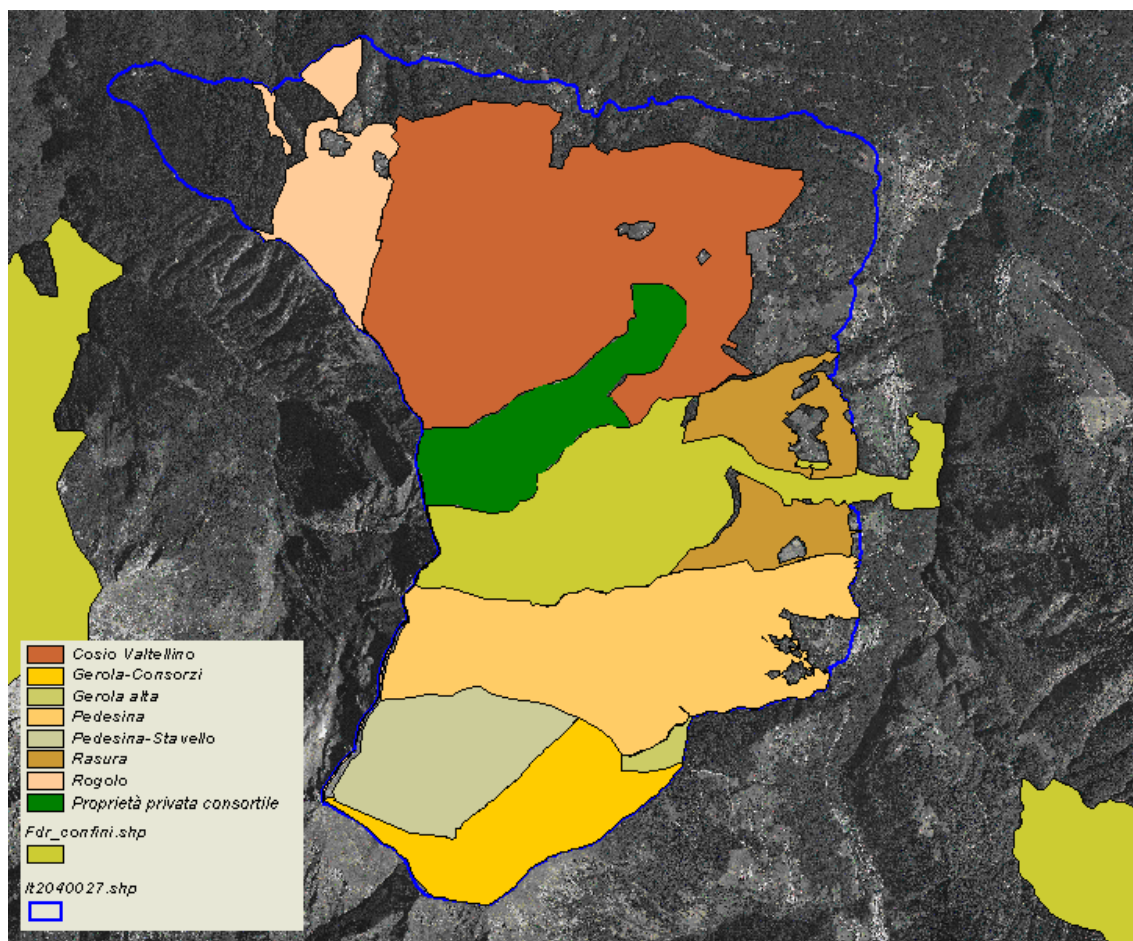 Cosio Valtellino
Gerola-Consorzi
Gerola alta
Pedesina
Pedesina-Stavello
Rasura
Rogolo
Proprietà privata consortile
Fdr_confini.shp
It2040027.shp